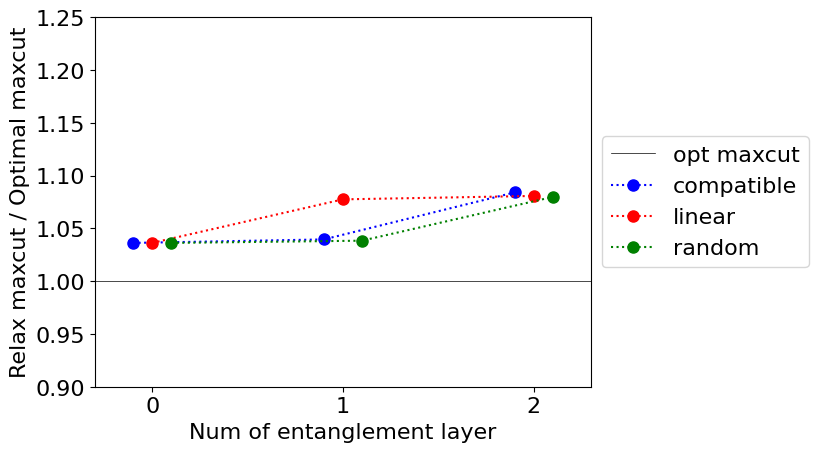 Relax maxcut / Optimal maxcut
1.25
1.20
1.15
1.10
1.05
1.00
0.95
0.90
0
1
2
Num of entanglement layer
opt maxcut
compatible
linear
random